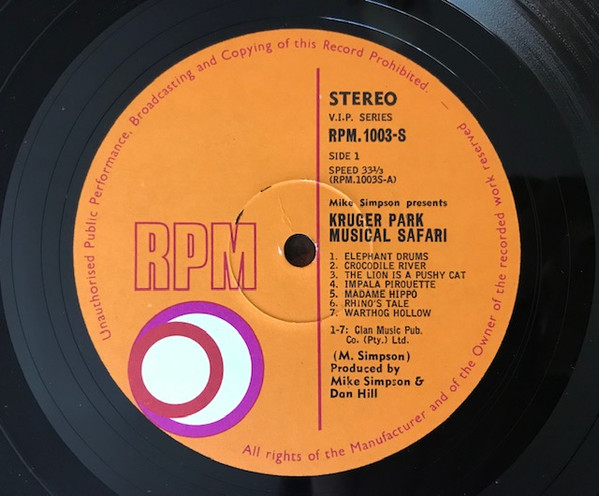 Unauthorised Public Performance, Broadcasting and Copying of this Record Prohibited.
STEREO
V.I.P. SERIES
RPM.1003-S
SIDE 1
SPEED 33⅓
(RPM.1003S-A)
Mike Simpson presents
KRUGER PARK
MUSICAL SAFARI
1. ELEPHANT DRUMS
2. CROCODILE RIVER
3. THE LION IS A PUSHY CAT
4. IMPALA PIROUETTE
5. MADAME HIPPO
6. RHINO'S TALE
7. WARTHOG HOLLOW
1-7: Clan Music Pub.
Co. (Pty.) Ltd.
(M. Simpson)
Produced by
Mike Simpson &
Dan Hill
RPM
All rights of the Manufacturer and of the Owner of the recorded work reserved